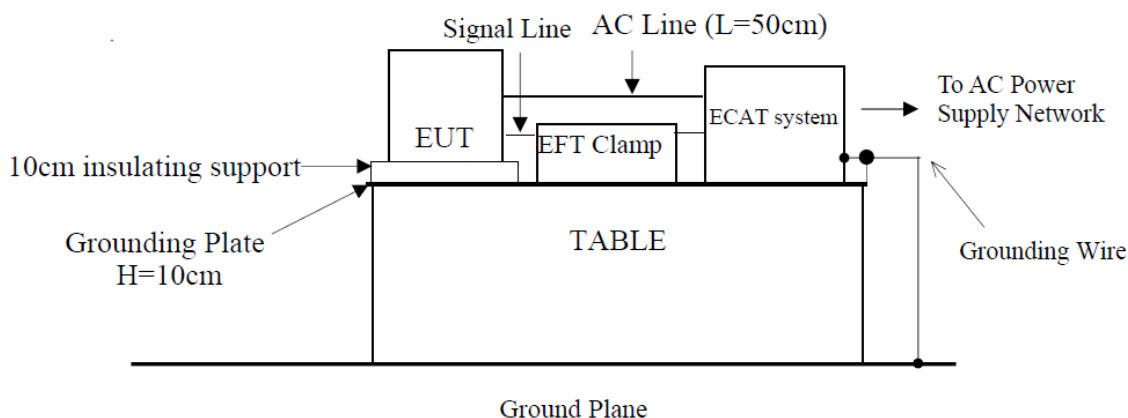 Signal Line
AC Line (L=50cm)
To AC Power
Supply Network
ECAT system
EUT
EFT Clamp
10cm insulating support
Grounding Plate
H=10cm
TABLE
Grounding Wire
Ground Plane